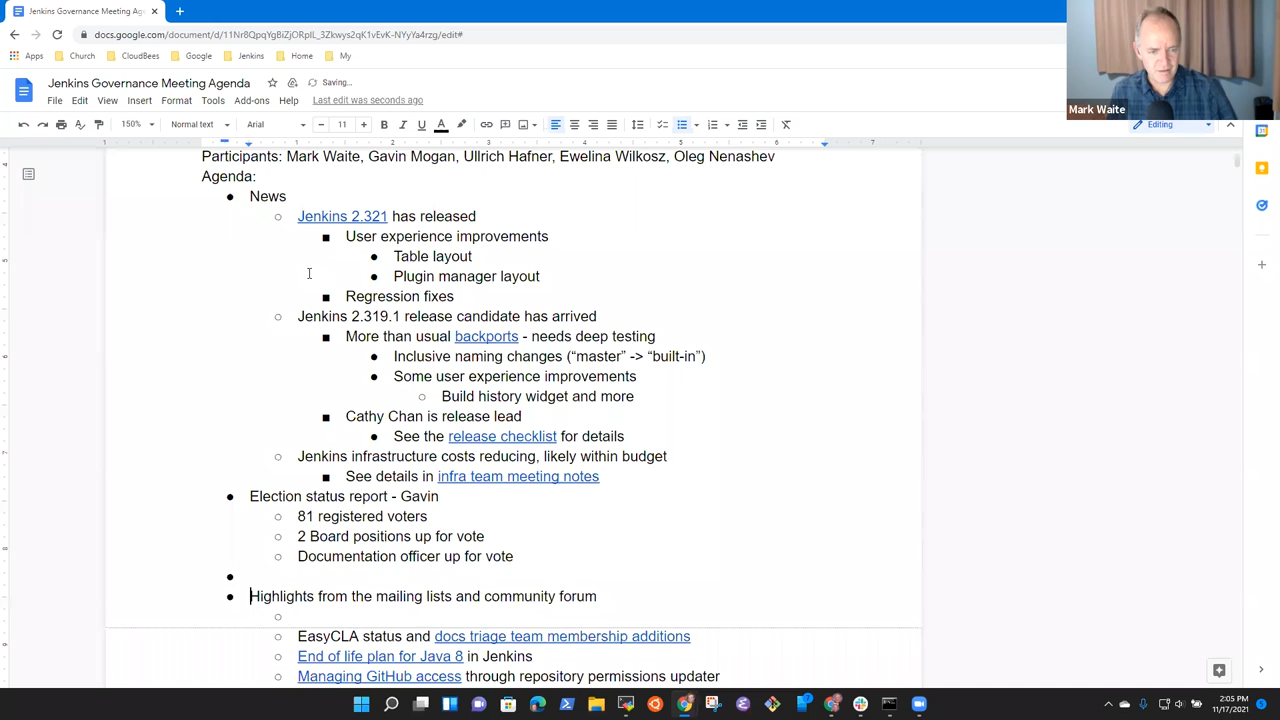 Jenkins Governance Meeting Ag
docs.google.com/document/d/11Nr8QpqYgBiZjORpIL_3Zkwys2qK1vEvK-NYyYa4rzg/edit#
Apps Church CloudBees Google Jenkins Home My
Jenkins Governance Meeting Agenda Saving...
File Edit View Insert Format Tools Add-ons Help Last edit was seconds ago
Mark Waite
150% Normal text Arial 11 Editing
Participants: Mark Waite, Gavin Mogan, Ullrich Hafner, Ewelina Wilkosz, Oleg Nenashev
Agenda:
News
Jenkins 2.321 has released
User experience improvements
Table layout
Plugin manager layout
Regression fixes
Jenkins 2.319.1 release candidate has arrived
More than usual backports - needs deep testing
Inclusive naming changes (“master” -> “built-in”)
Some user experience improvements
Build history widget and more
Cathy Chan is release lead
See the release checklist for details
Jenkins infrastructure costs reducing, likely within budget
See details in infra team meeting notes
Election status report - Gavin
81 registered voters
2 Board positions up for vote
Documentation officer up for vote
Highlights from the mailing lists and community forum
EasyCLA status and docs triage team membership additions
End of life plan for Java 8 in Jenkins
Managing GitHub access through repository permissions updater
2:05 PM
11/17/2021